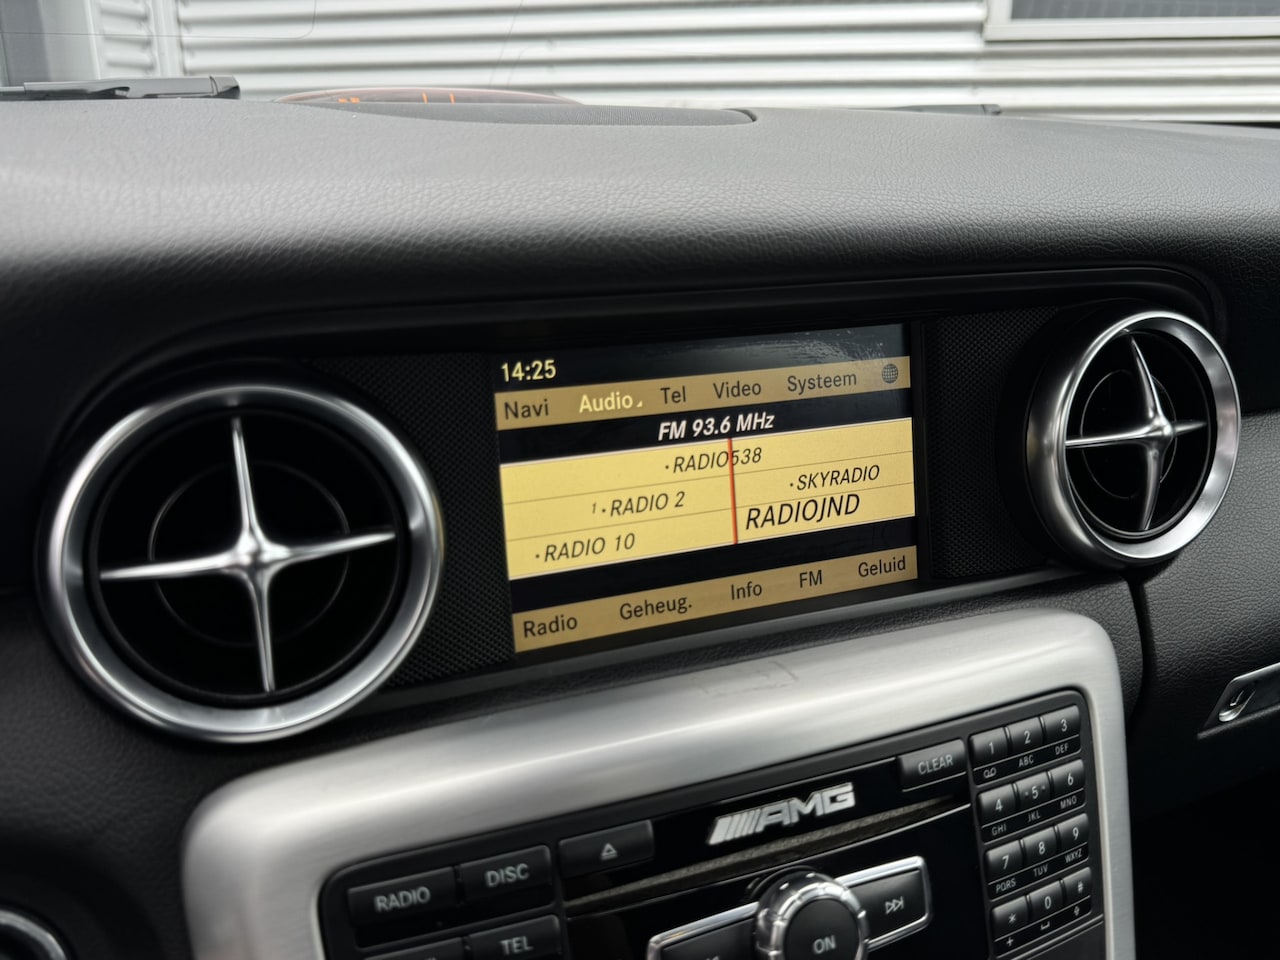 14:25
Navi Audio Tel Video Systeem
FM 93.6 MHz
RADIO538
SKYRADIO
1 RADIO 2
RADIOJND
RADIO 10
Radio Geheug. Info FM Geluid
AMG
CLEAR
1 2 ABC 3 DEF
4 GHI 5 JKL 6 MNO
7 PQRS 8 TUV 9 WXYZ
* + 0 #
RADIO DISC
TEL
ON